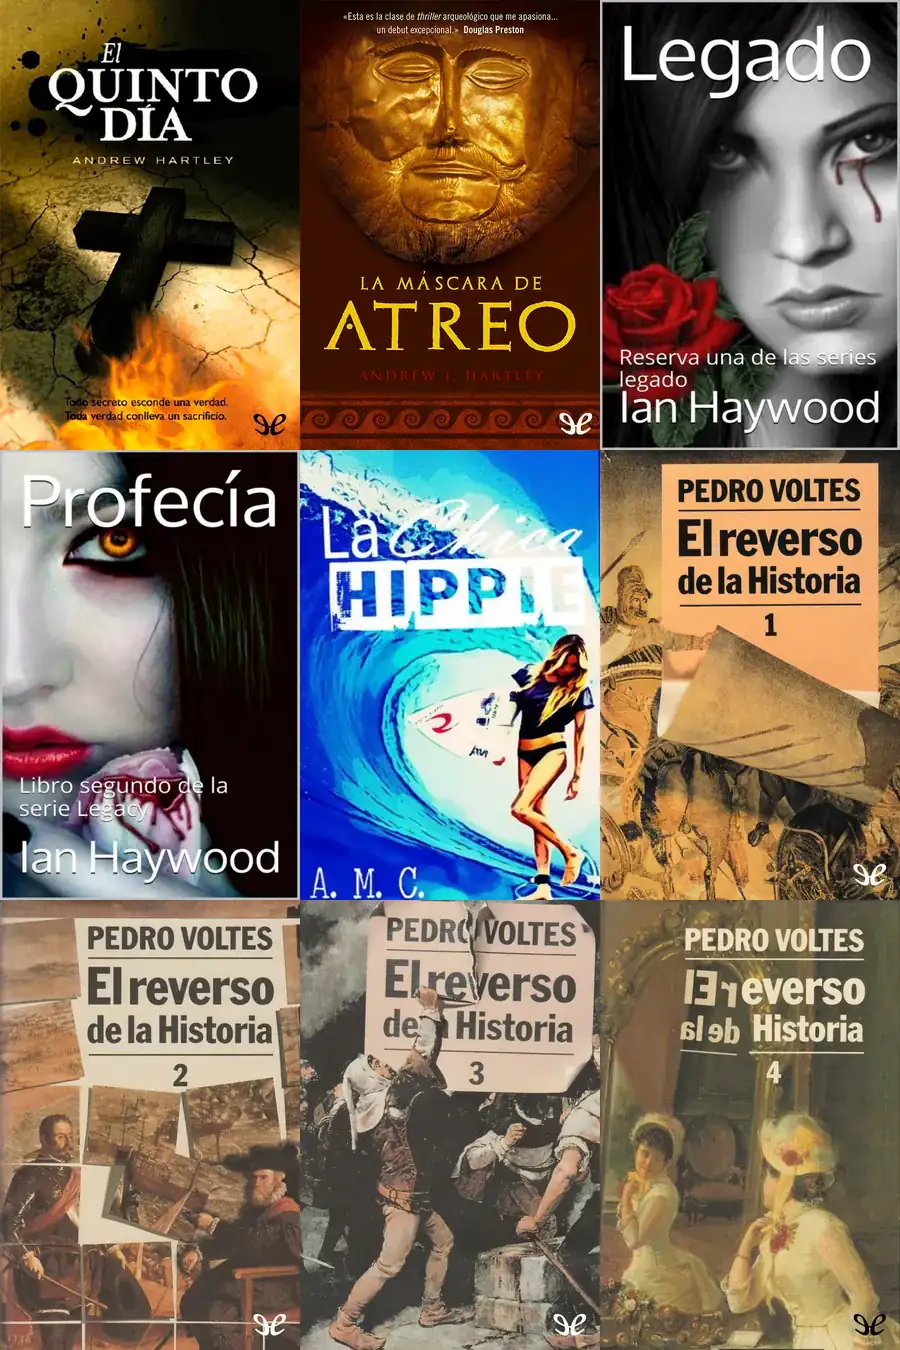 El
QUINTO
DÍA
ANDREW HARTLEY
Todo secreto esconde una verdad.
Toda verdad conlleva un sacrificio.
«Esta es la clase de thriller arqueológico que me apasiona...
un debut excepcional.» Douglas Preston
LA MÁSCARA DE
ATREO
ANDREW J. HARTLEY
Legado
Reserva una de las series
legado
Ian Haywood
Profecía
Libro segundo de la
serie Legacy
Ian Haywood
La Chica
HIPPIE
A. M. C.
PEDRO VOLTES
El reverso
de la Historia
1
PEDRO VOLTES
El reverso
de la Historia
2
PEDRO VOLTES
El reverso
de la Historia
3
PEDRO VOLTES
El reverso
de la Historia
4